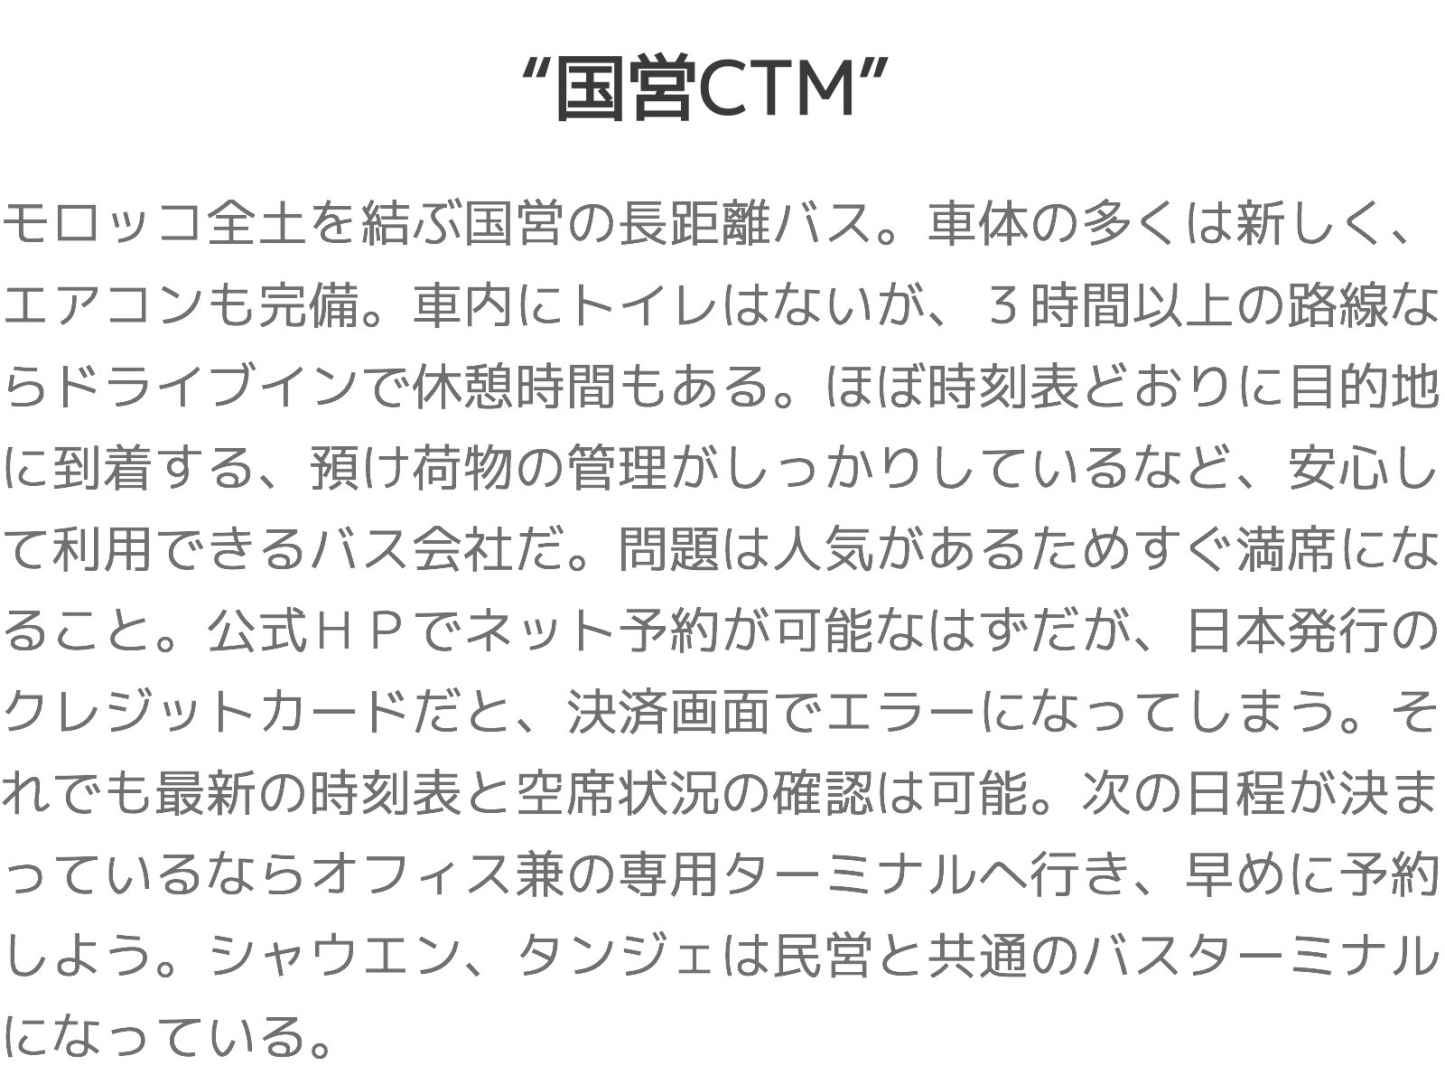 “国営CTM”
モロッコ全土を結ぶ国営の長距離バス。車体の多くは新しく、
エアコンも完備。車内にトイレはないが、３時間以上の路線な
らドライブインで休憩時間もある。ほぼ時刻表どおりに目的地
に到着する、預け荷物の管理がしっかりしているなど、安心し
て利用できるバス会社だ。問題は人気があるためすぐ満席にな
ること。公式ＨＰでネット予約が可能なはずだが、日本発行の
クレジットカードだと、決済画面でエラーになってしまう。そ
れでも最新の時刻表と空席状況の確認は可能。次の日程が決ま
っているならオフィス兼の専用ターミナルへ行き、早めに予約
しよう。シャウエン、タンジェは民営と共通のバスターミナル
になっている。